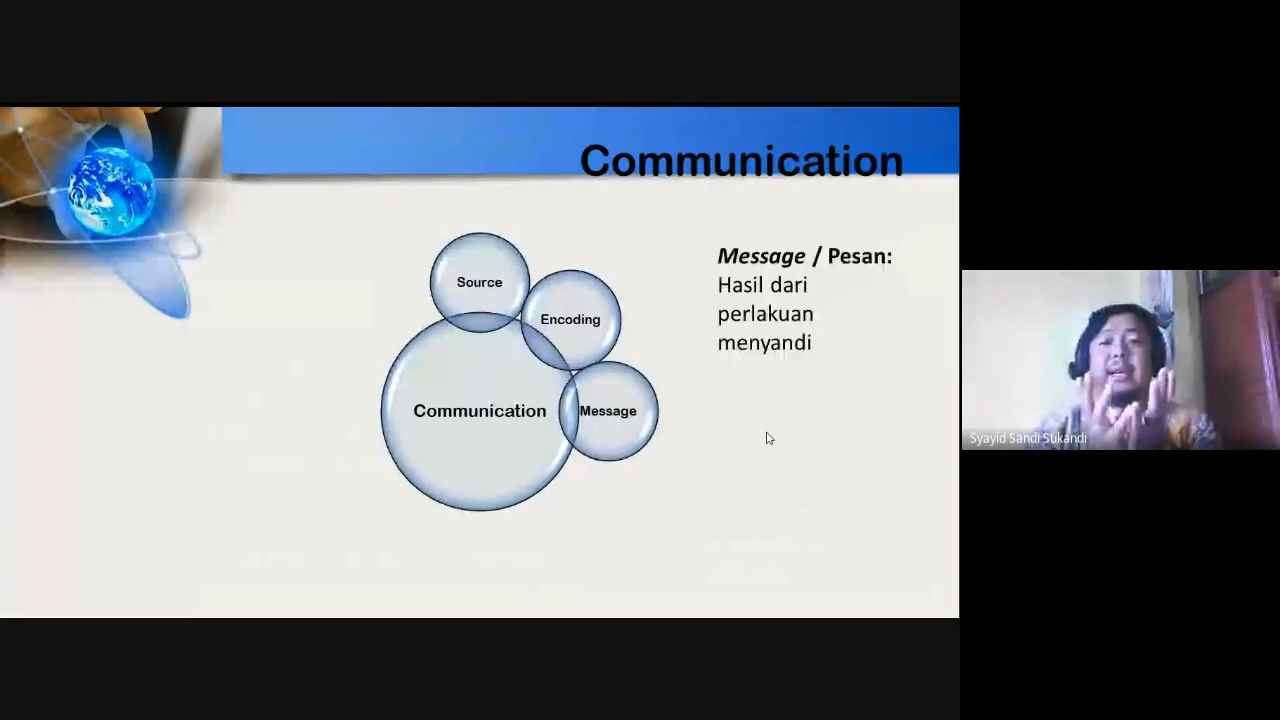 Communication
Source
Encoding
Communication
Message
Message / Pesan:
Hasil dari
perlakuan
menyandi
Syayid Sandi Sukandi